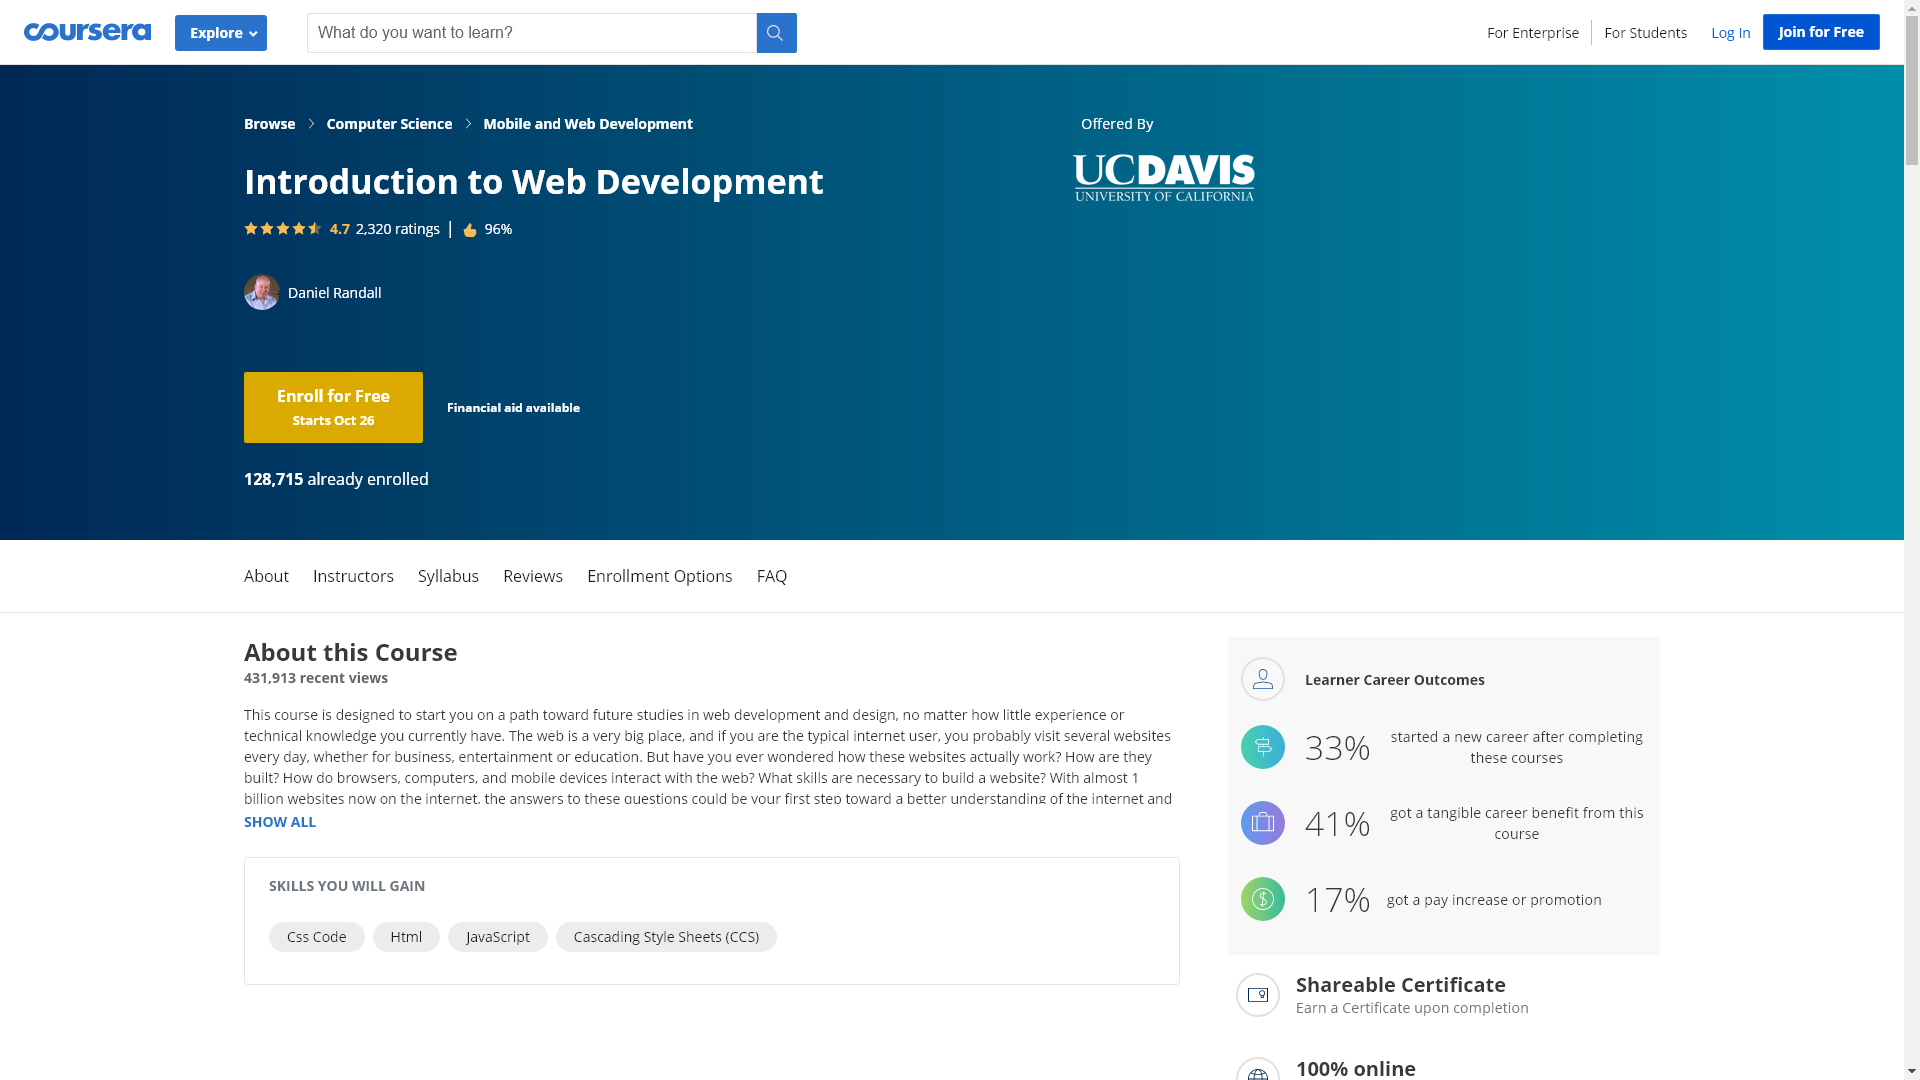 coursera
Explore
What do you want to learn?
For Enterprise
For Students
Log In
Join for Free
Browse
Computer Science
Mobile and Web Development
Introduction to Web Development
4.7 2,320 ratings
96%
Daniel Randall
Offered By
UCDAVIS
UNIVERSITY OF CALIFORNIA
Enroll for Free
Starts Oct 26
Financial aid available
128,715 already enrolled
About
Instructors
Syllabus
Reviews
Enrollment Options
FAQ
About this Course
431,913 recent views
This course is designed to start you on a path toward future studies in web development and design, no matter how little experience or
technical knowledge you currently have. The web is a very big place, and if you are the typical internet user, you probably visit several websites
every day, whether for business, entertainment or education. But have you ever wondered how these websites actually work? How are they
built? How do browsers, computers, and mobile devices interact with the web? What skills are necessary to build a website? With almost 1
billion websites now on the internet, the answers to these questions could be your first step toward a better understanding of the internet and
SHOW ALL
SKILLS YOU WILL GAIN
Css Code
Html
JavaScript
Cascading Style Sheets (CCS)
Learner Career Outcomes
33%
started a new career after completing
these courses
41%
got a tangible career benefit from this
course
17%
got a pay increase or promotion
Shareable Certificate
Earn a Certificate upon completion
100% online